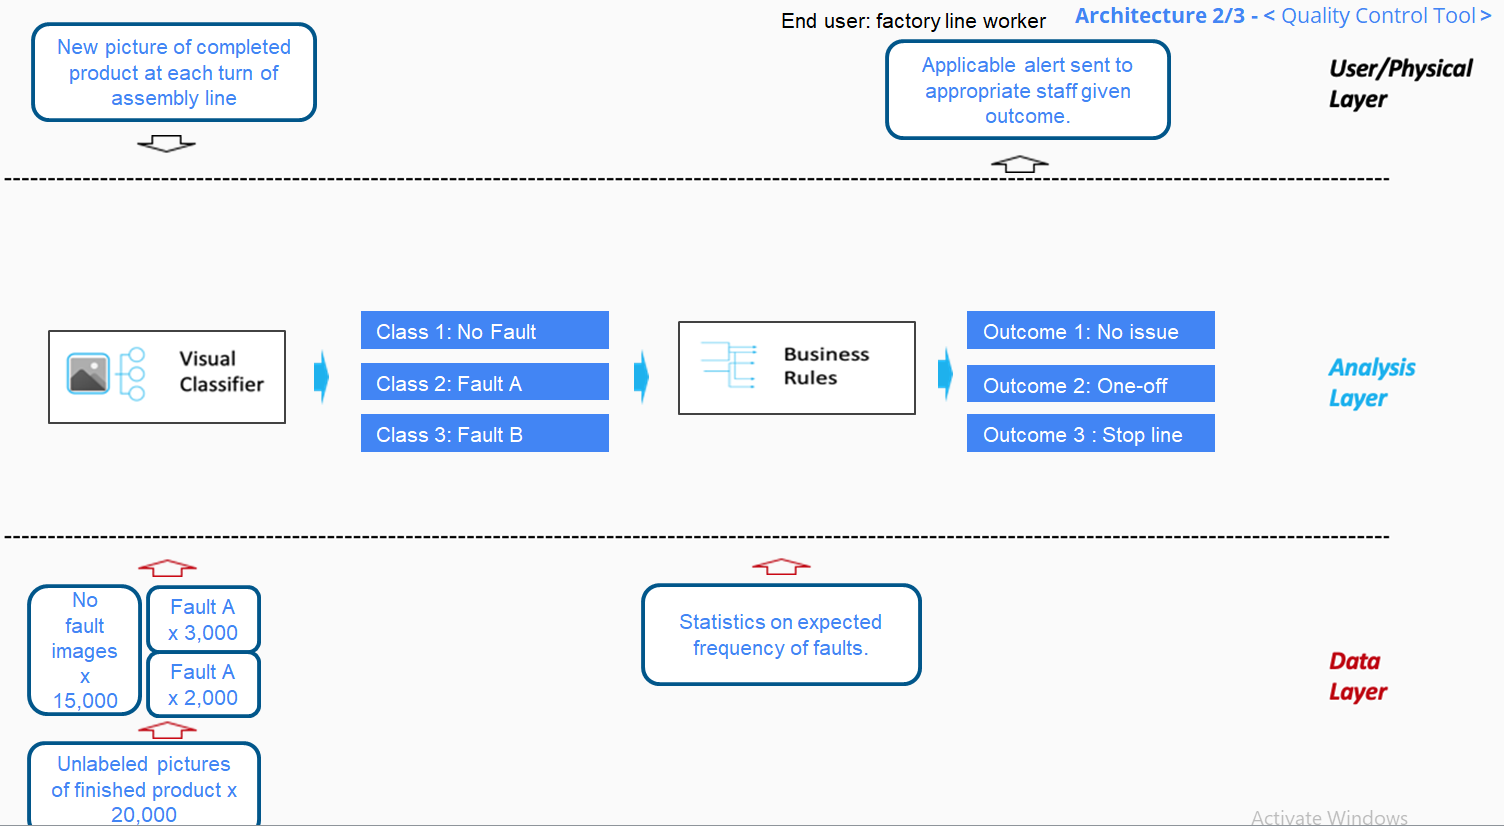 End user: factory line worker
Architecture 2/3 - < Quality Control Tool >
New picture of completed
product at each turn of
assembly line
Applicable alert sent to
appropriate staff given
outcome.
User/Physical
Layer
Visual
Classifier
Class 1: No Fault
Class 2: Fault A
Class 3: Fault B
Business
Rules
Outcome 1: No issue
Outcome 2: One-off
Outcome 3 : Stop line
Analysis
Layer
No
fault
images
x
15,000
Fault A
x 3,000
Fault A
x 2,000
Statistics on expected
frequency of faults.
Data
Layer
Unlabeled pictures
of finished product x
20,000
Activate Windows